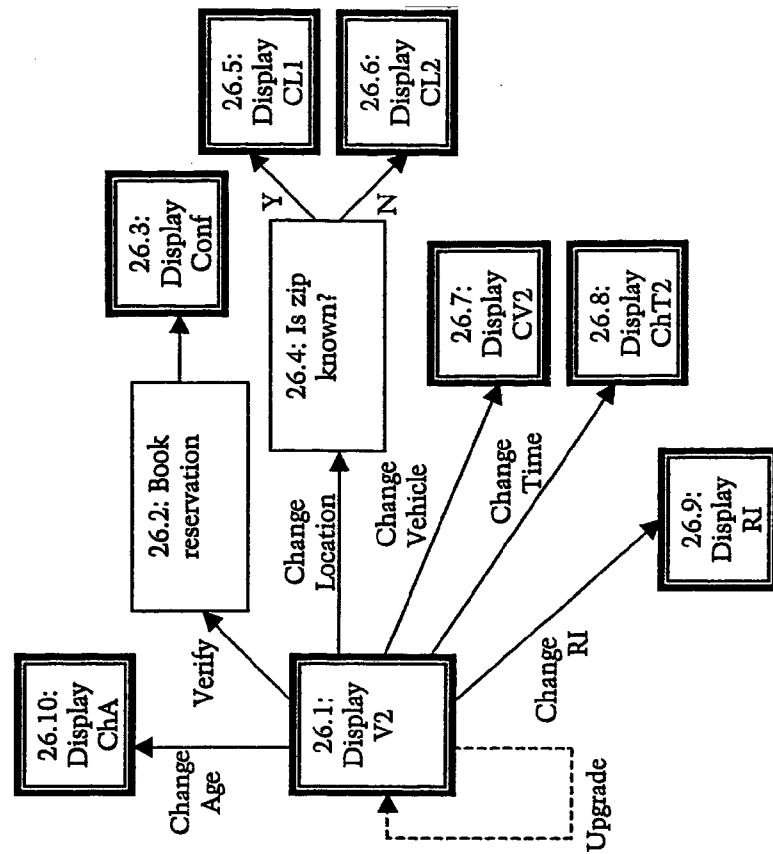 26.10:
Display
ChA
Change
Age
Verify
26.2: Book
reservation
26.3:
Display
Conf
26.1:
Display
V2
Change
Location
26.4: Is zip
known?
Y
N
26.5:
Display
CL1
26.6:
Display
CL2
Change
Vehicle
26.7:
Display
CV2
Change
Time
26.8:
Display
ChT2
Change
RI
26.9:
Display
RI
Upgrade